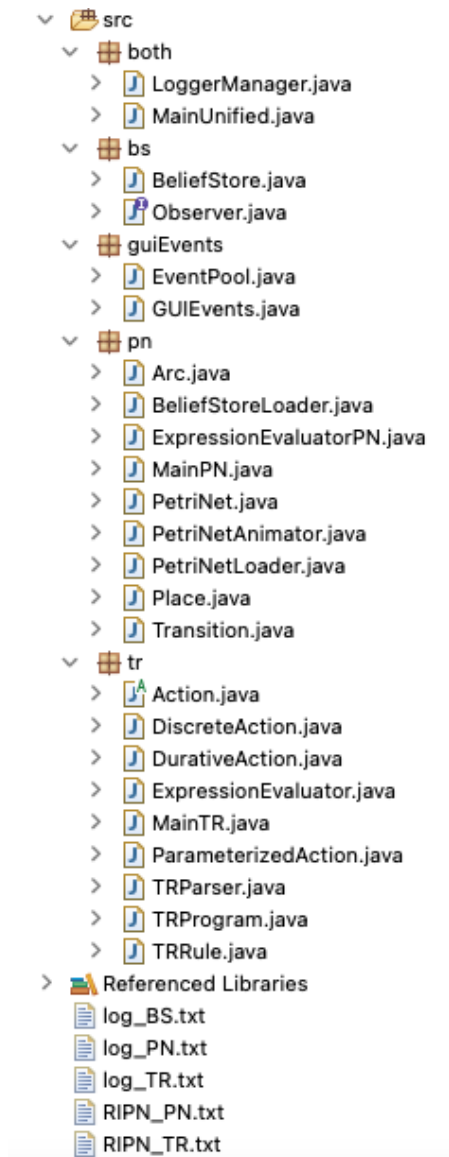 src
both
LoggerManager.java
MainUnified.java
bs
BeliefStore.java
Observer.java
guiEvents
EventPool.java
GUIEvents.java
pn
Arc.java
BeliefStoreLoader.java
ExpressionEvaluatorPN.java
MainPN.java
PetriNet.java
PetriNetAnimator.java
PetriNetLoader.java
Place.java
Transition.java
tr
Action.java
DiscreteAction.java
DurativeAction.java
ExpressionEvaluator.java
MainTR.java
ParameterizedAction.java
TRParser.java
TRProgram.java
TRRule.java
Referenced Libraries
log_BS.txt
log_PN.txt
log_TR.txt
RIPN_PN.txt
RIPN_TR.txt